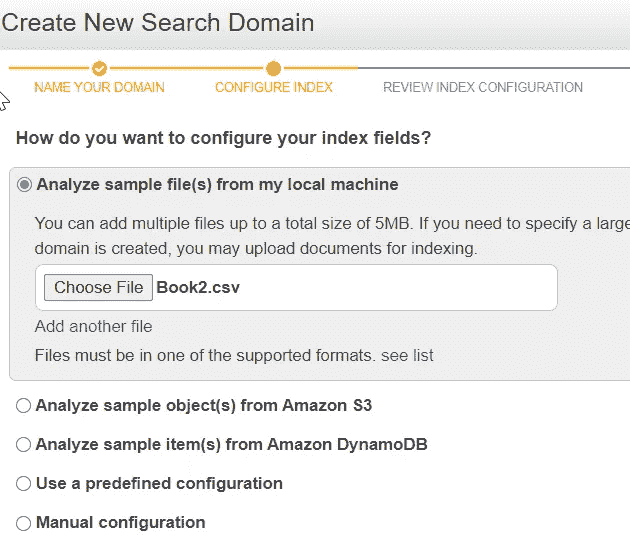 Create New Search Domain
NAME YOUR DOMAIN CONFIGURE INDEX REVIEW INDEX CONFIGURATION
How do you want to configure your index fields?
Analyze sample file(s) from my local machine
You can add multiple files up to a total size of 5MB. If you need to specify a large
domain is created, you may upload documents for indexing.
Choose File Book2.csv
Add another file
Files must be in one of the supported formats. see list
Analyze sample object(s) from Amazon S3
Analyze sample item(s) from Amazon DynamoDB
Use a predefined configuration
Manual configuration